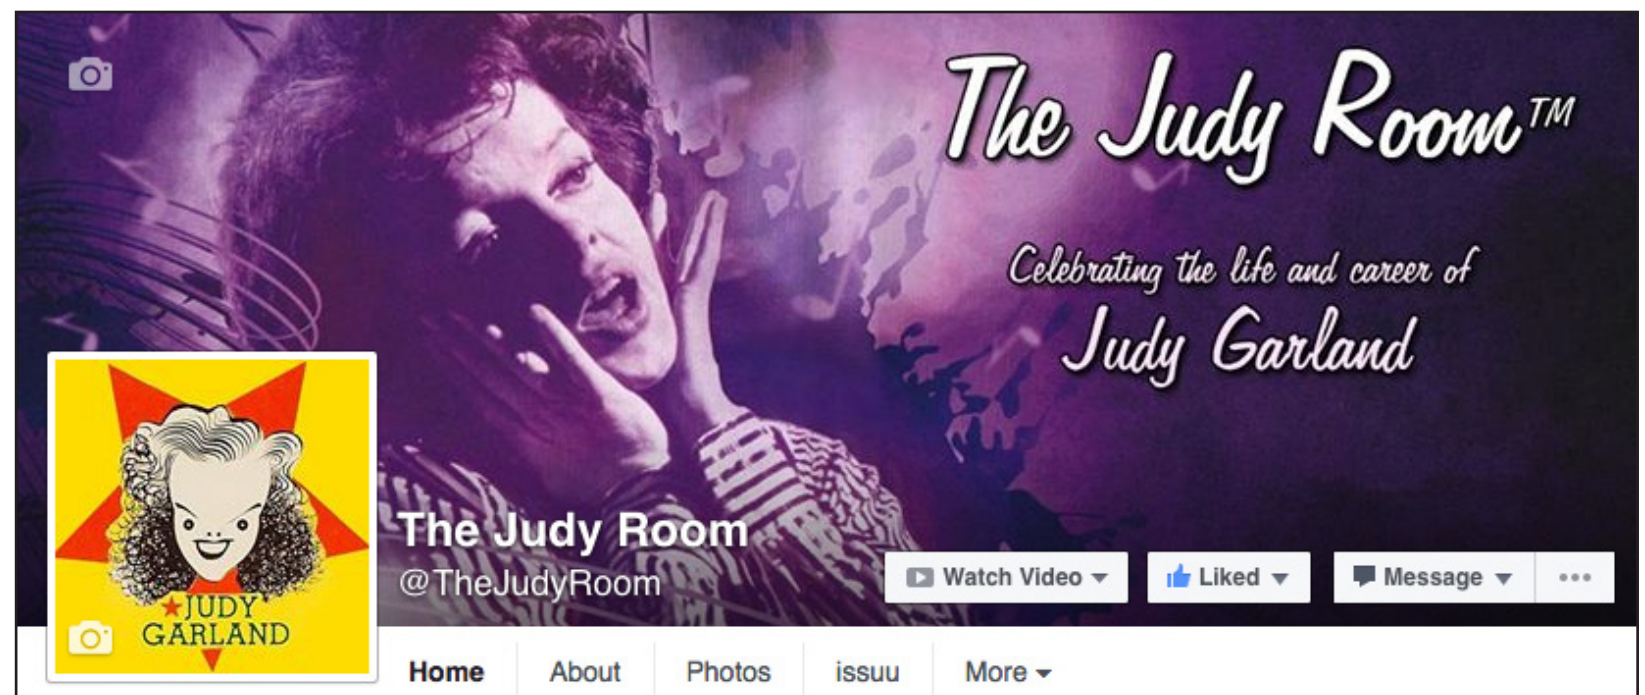 The Judy Room™
Celebrating the life and career of
Judy Garland
JUDY
GARLAND
The Judy Room
@TheJudyRoom
Watch Video
Liked
Message
Home
About
Photos
issuu
More